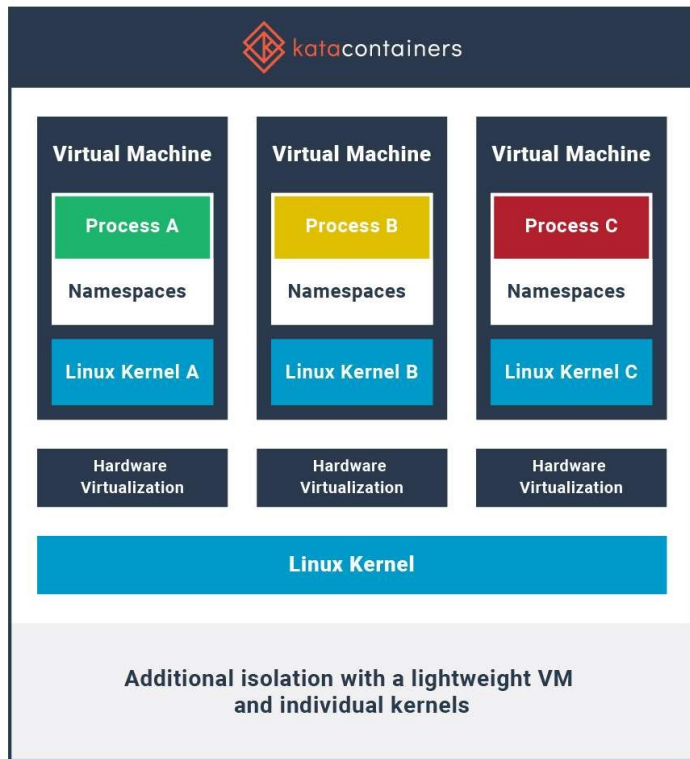 katacontainers
Virtual Machine
Process A
Namespaces
Linux Kernel A
Virtual Machine
Process B
Namespaces
Linux Kernel B
Virtual Machine
Process C
Namespaces
Linux Kernel C
Hardware
Virtualization
Hardware
Virtualization
Hardware
Virtualization
Linux Kernel
Additional isolation with a lightweight VM
and individual kernels